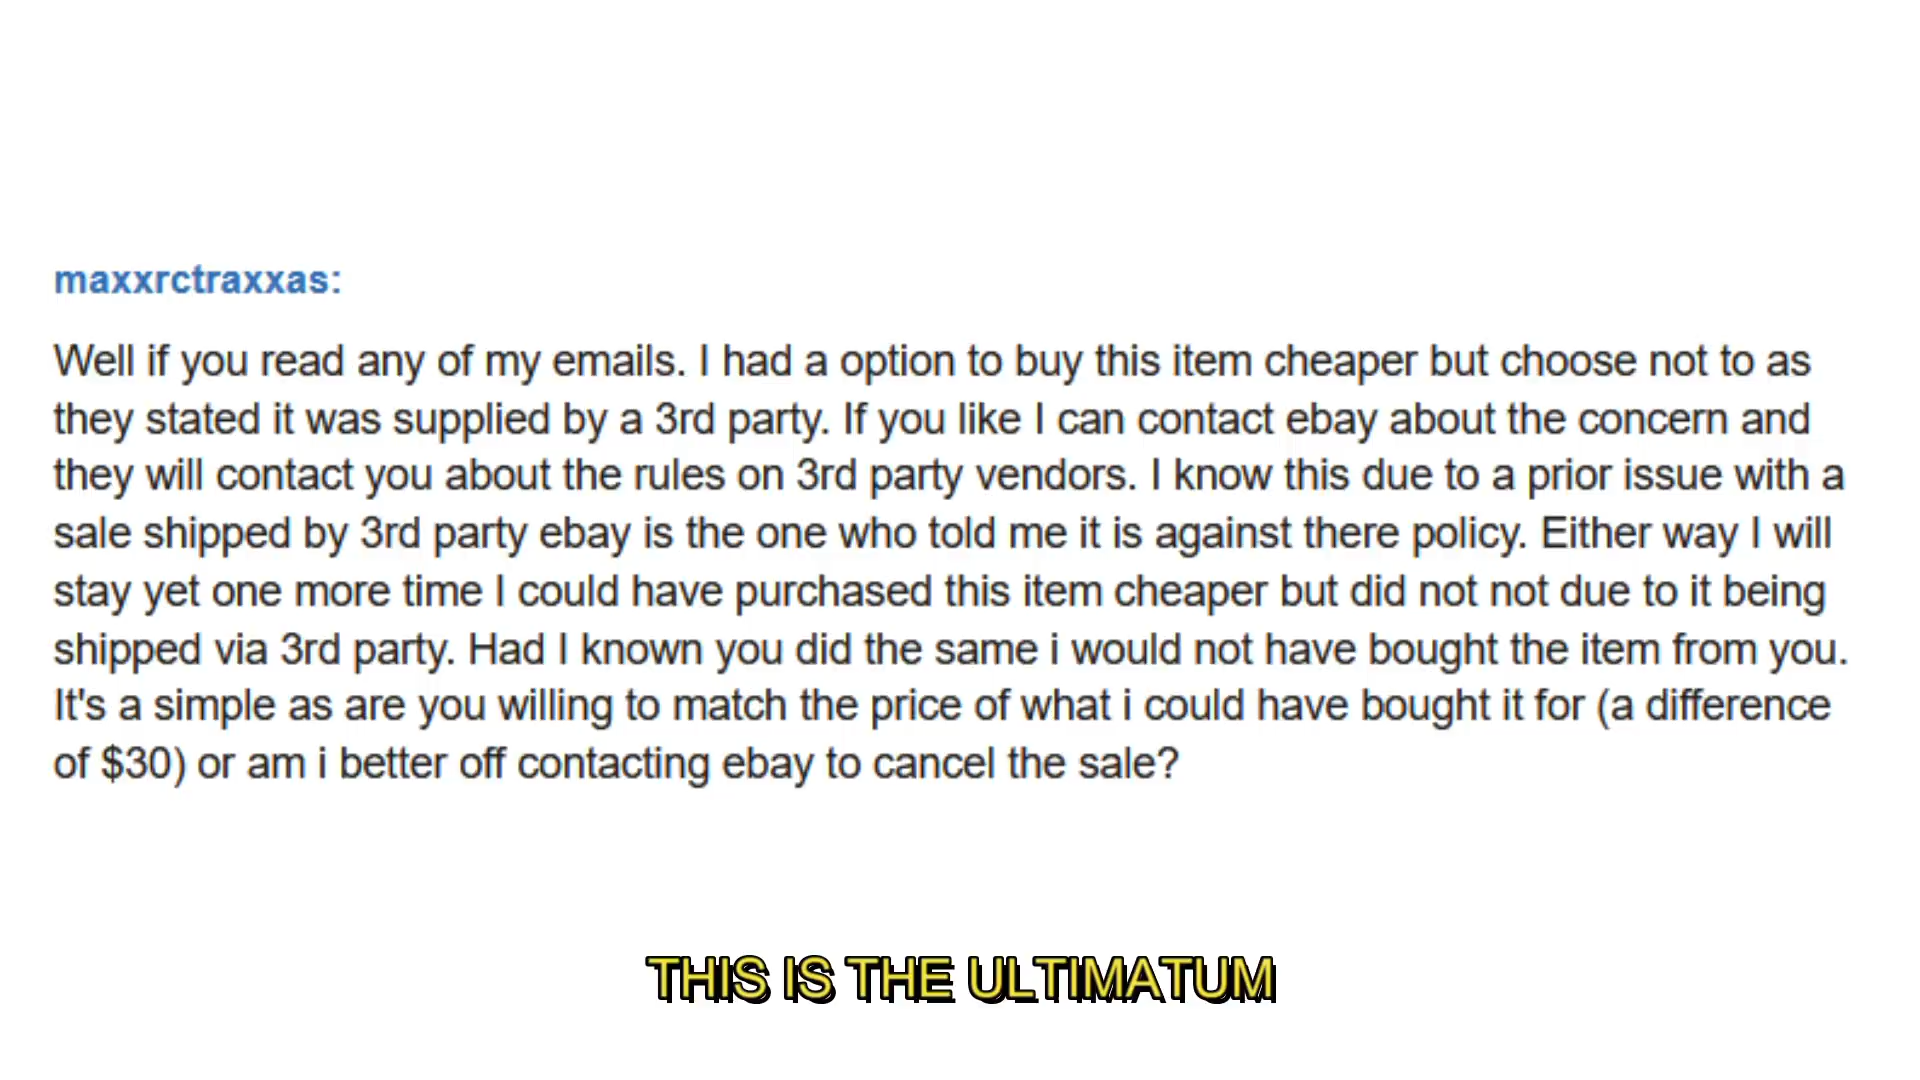 maxxrctraxxas:
Well if you read any of my emails. I had a option to buy this item cheaper but choose not to as
they stated it was supplied by a 3rd party. If you like I can contact ebay about the concern and
they will contact you about the rules on 3rd party vendors. I know this due to a prior issue with a
sale shipped by 3rd party ebay is the one who told me it is against there policy. Either way I will
stay yet one more time I could have purchased this item cheaper but did not not due to it being
shipped via 3rd party. Had I known you did the same i would not have bought the item from you.
It's a simple as are you willing to match the price of what i could have bought it for (a difference
of $30) or am i better off contacting ebay to cancel the sale?
THIS IS THE ULTIMATUM